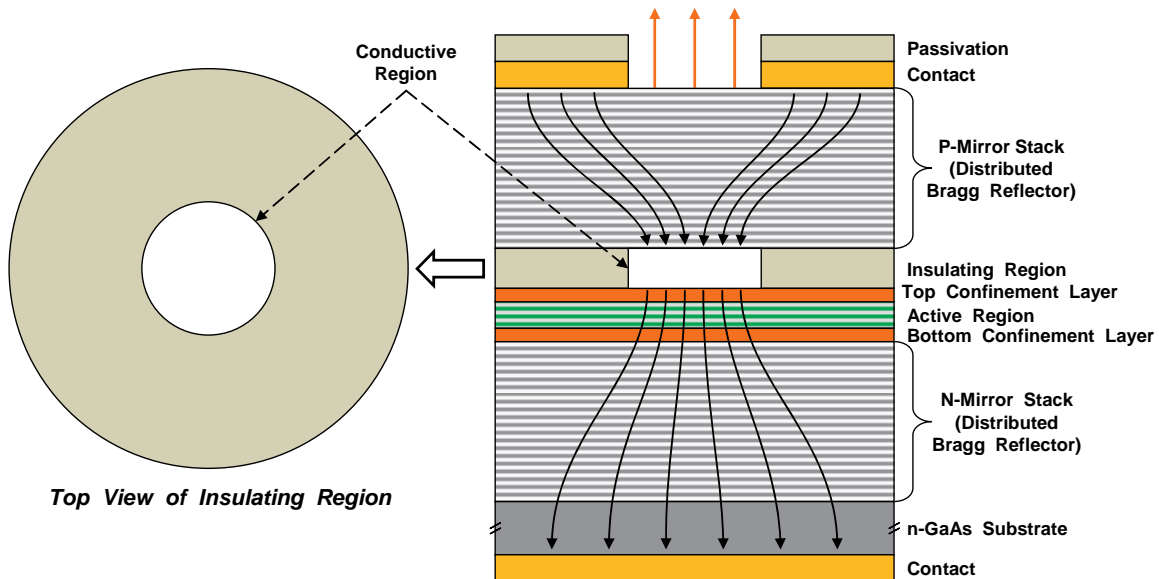 Conductive
Region
Passivation
Contact
P-Mirror Stack
(Distributed
Bragg Reflector)
Insulating Region
Top Confinement Layer
Active Region
Bottom Confinement Layer
N-Mirror Stack
(Distributed
Bragg Reflector)
Top View of Insulating Region
n-GaAs Substrate
Contact